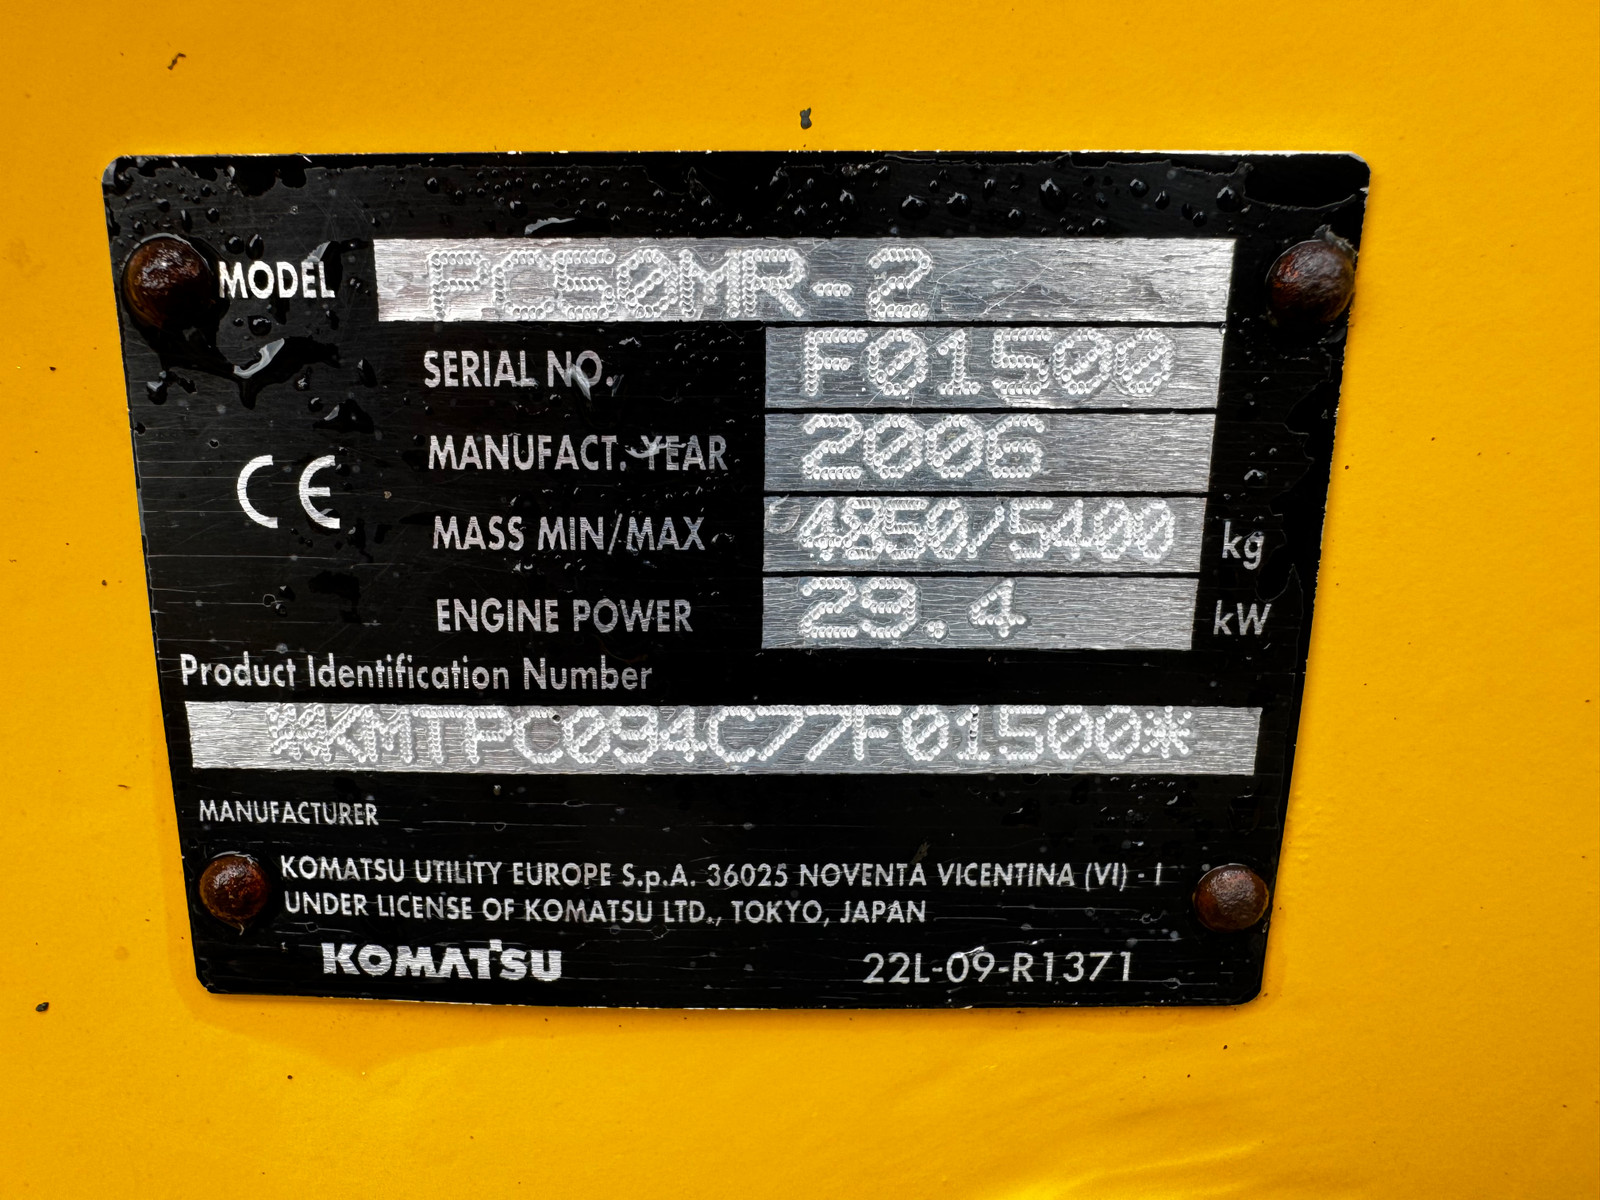 MODEL PC50MR-2
SERIAL NO. F01500
MANUFACT. YEAR 2006
CE
MASS MIN/MAX 4850/5400 kg
ENGINE POWER 29.4 kW
Product Identification Number
*KMTPC094C77F01500*
MANUFACTURER
KOMATSU UTILITY EUROPE S.p.A. 36025 NOVENTA VICENTINA (VI) - I
UNDER LICENSE OF KOMATSU LTD., TOKYO, JAPAN
KOMATSU 22L-09-R1371